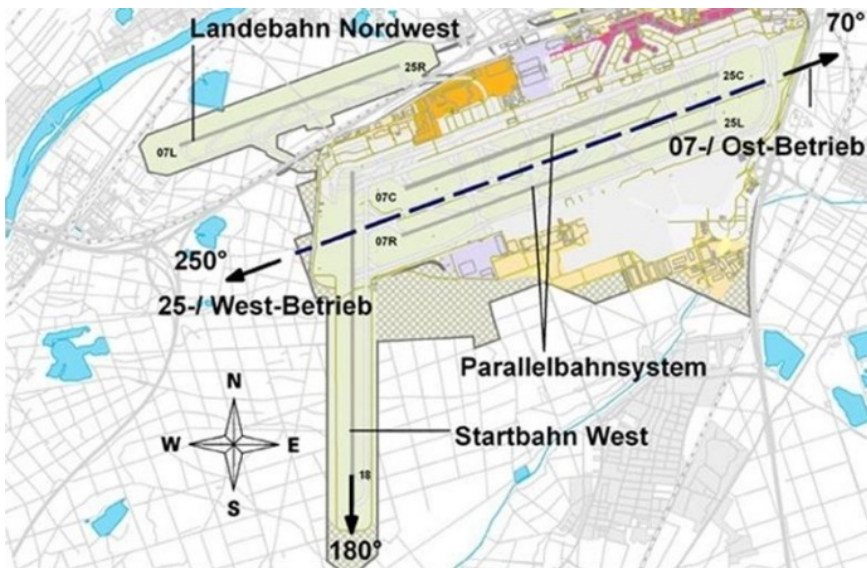 Landebahn Nordwest
70°
25R
25C
25L
07L
07-/ Ost-Betrieb
07C
07R
250°
25-/ West-Betrieb
Parallelbahnsystem
N
W
E
S
Startbahn West
18
180°